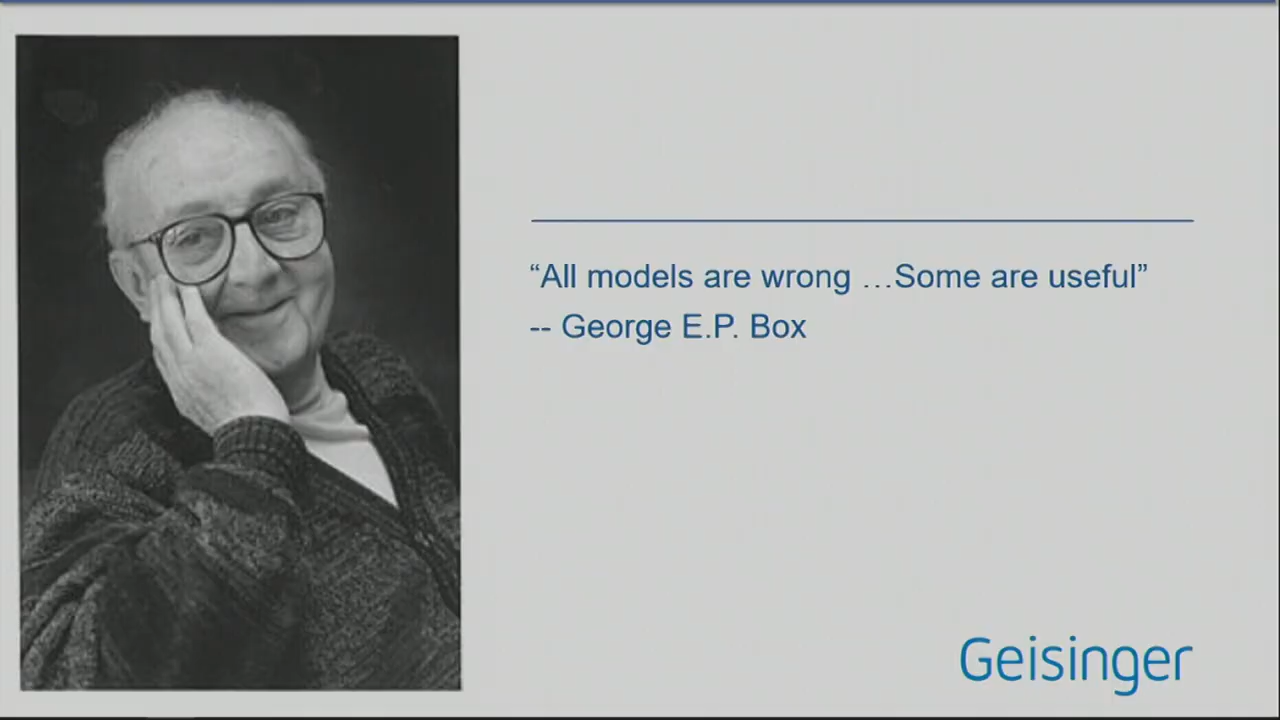 “All models are wrong …Some are useful”
-- George E.P. Box
Geisinger